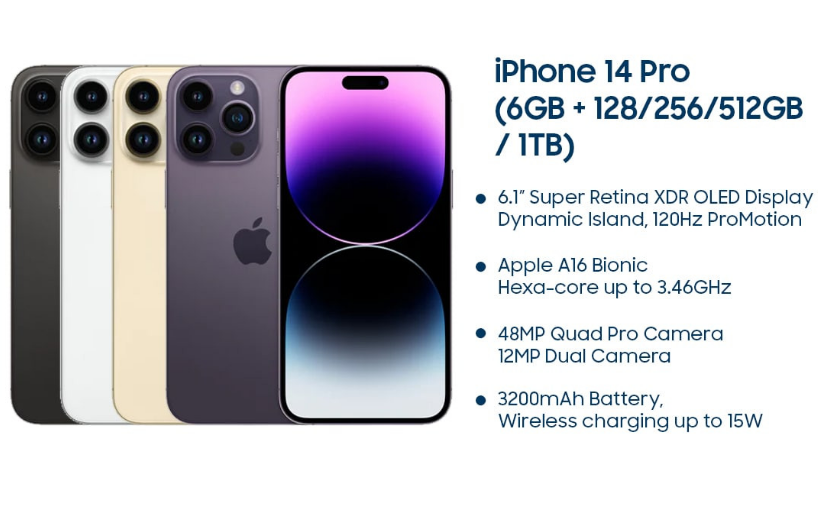 iPhone 14 Pro
(6GB + 128/256/512GB
/ 1TB)
6.1” Super Retina XDR OLED Display
Dynamic Island, 120Hz ProMotion
Apple A16 Bionic
Hexa-core up to 3.46GHz
48MP Quad Pro Camera
12MP Dual Camera
3200mAh Battery,
Wireless charging up to 15W